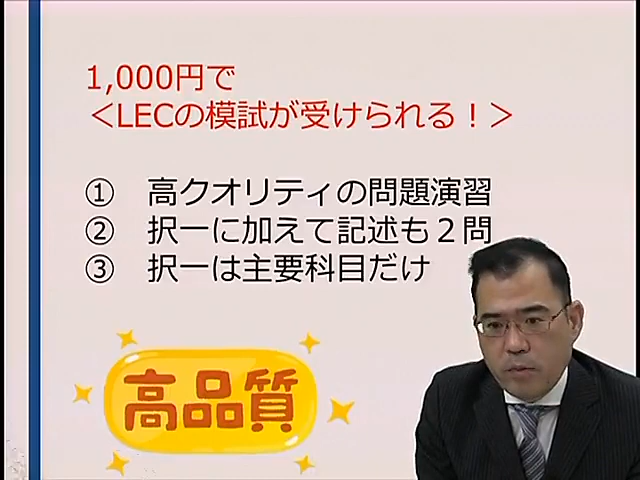 1,000円で
＜LECの模試が受けられる！＞
① 高クオリティの問題演習
② 択一に加えて記述も２問
③ 択一は主要科目だけ
高品質